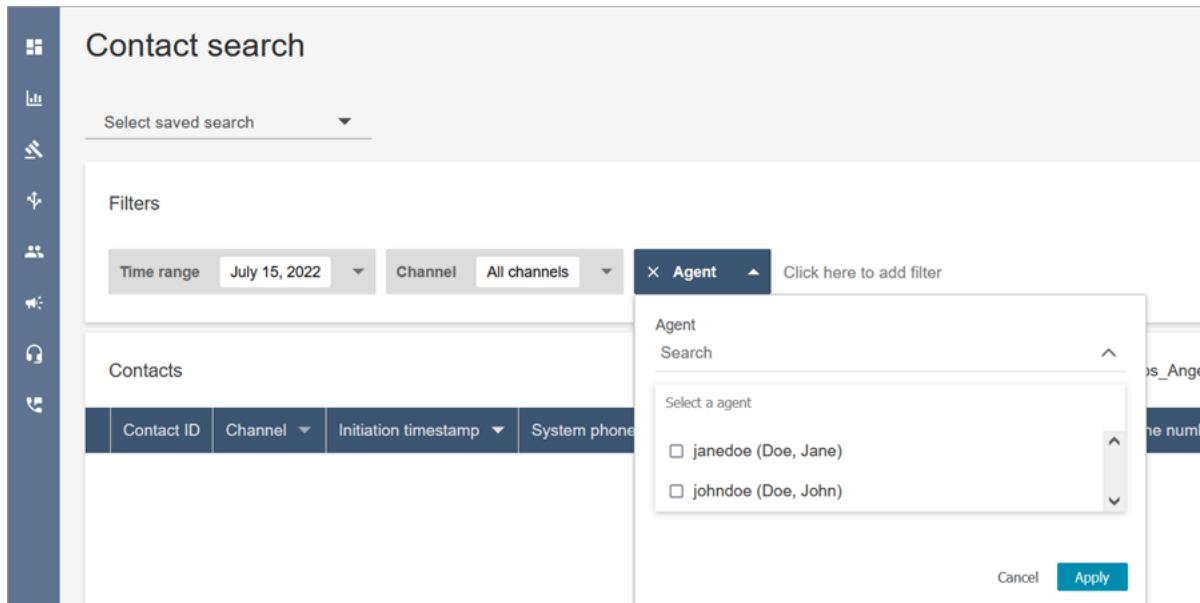 Contact search
Select saved search
Filters
Time range July 15, 2022 Channel All channels Agent Click here to add filter
Agent
Search
Contacts
Select a agent
Contact ID Channel Initiation timestamp System phone
janedoe (Doe, Jane)
johndoe (Doe, John)
Cancel Apply